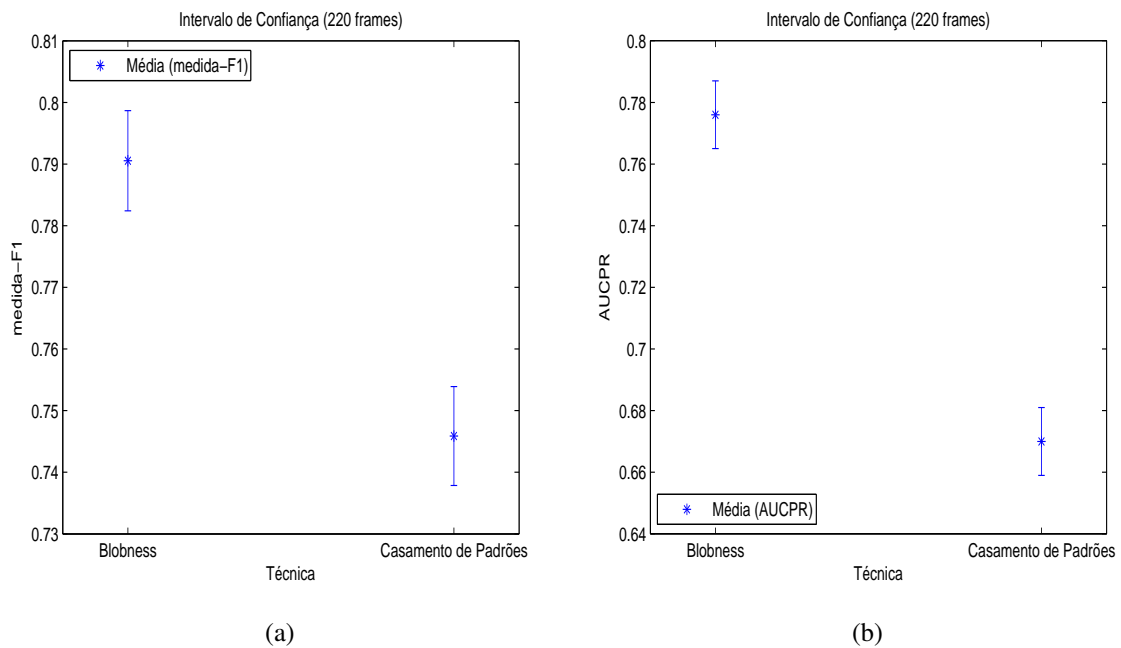 Intervalo de Confiança (220 frames)
0.81
0.8
0.79
0.78
0.77
0.76
0.75
0.74
0.73
medida−F1
Média (medida−F1)
Blobness
Casamento de Padrões
Técnica
(a)
Intervalo de Confiança (220 frames)
0.8
0.78
0.76
0.74
0.72
0.7
0.68
0.66
0.64
AUCPR
Média (AUCPR)
Blobness
Casamento de Padrões
Técnica
(b)